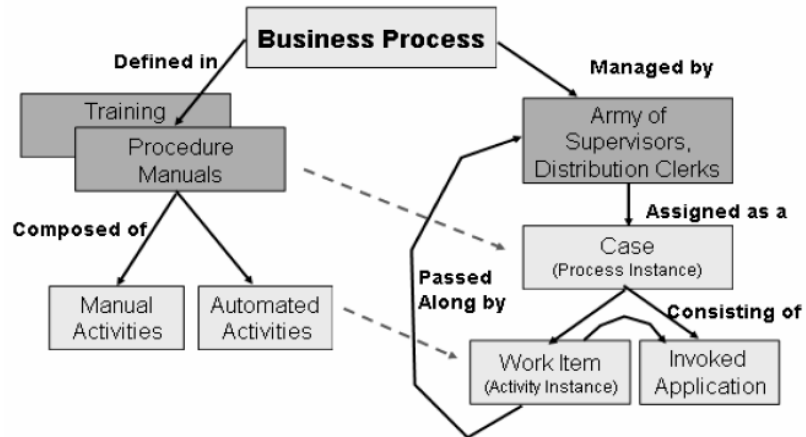 Business Process
Defined in
Managed by
Training
Procedure
Manuals
Army of
Supervisors,
Distribution Clerks
Composed of
Assigned as a
Case
(Process Instance)
Manual
Activities
Automated
Activities
Passed
Along by
Consisting of
Work Item
(Activity Instance)
Invoked
Application